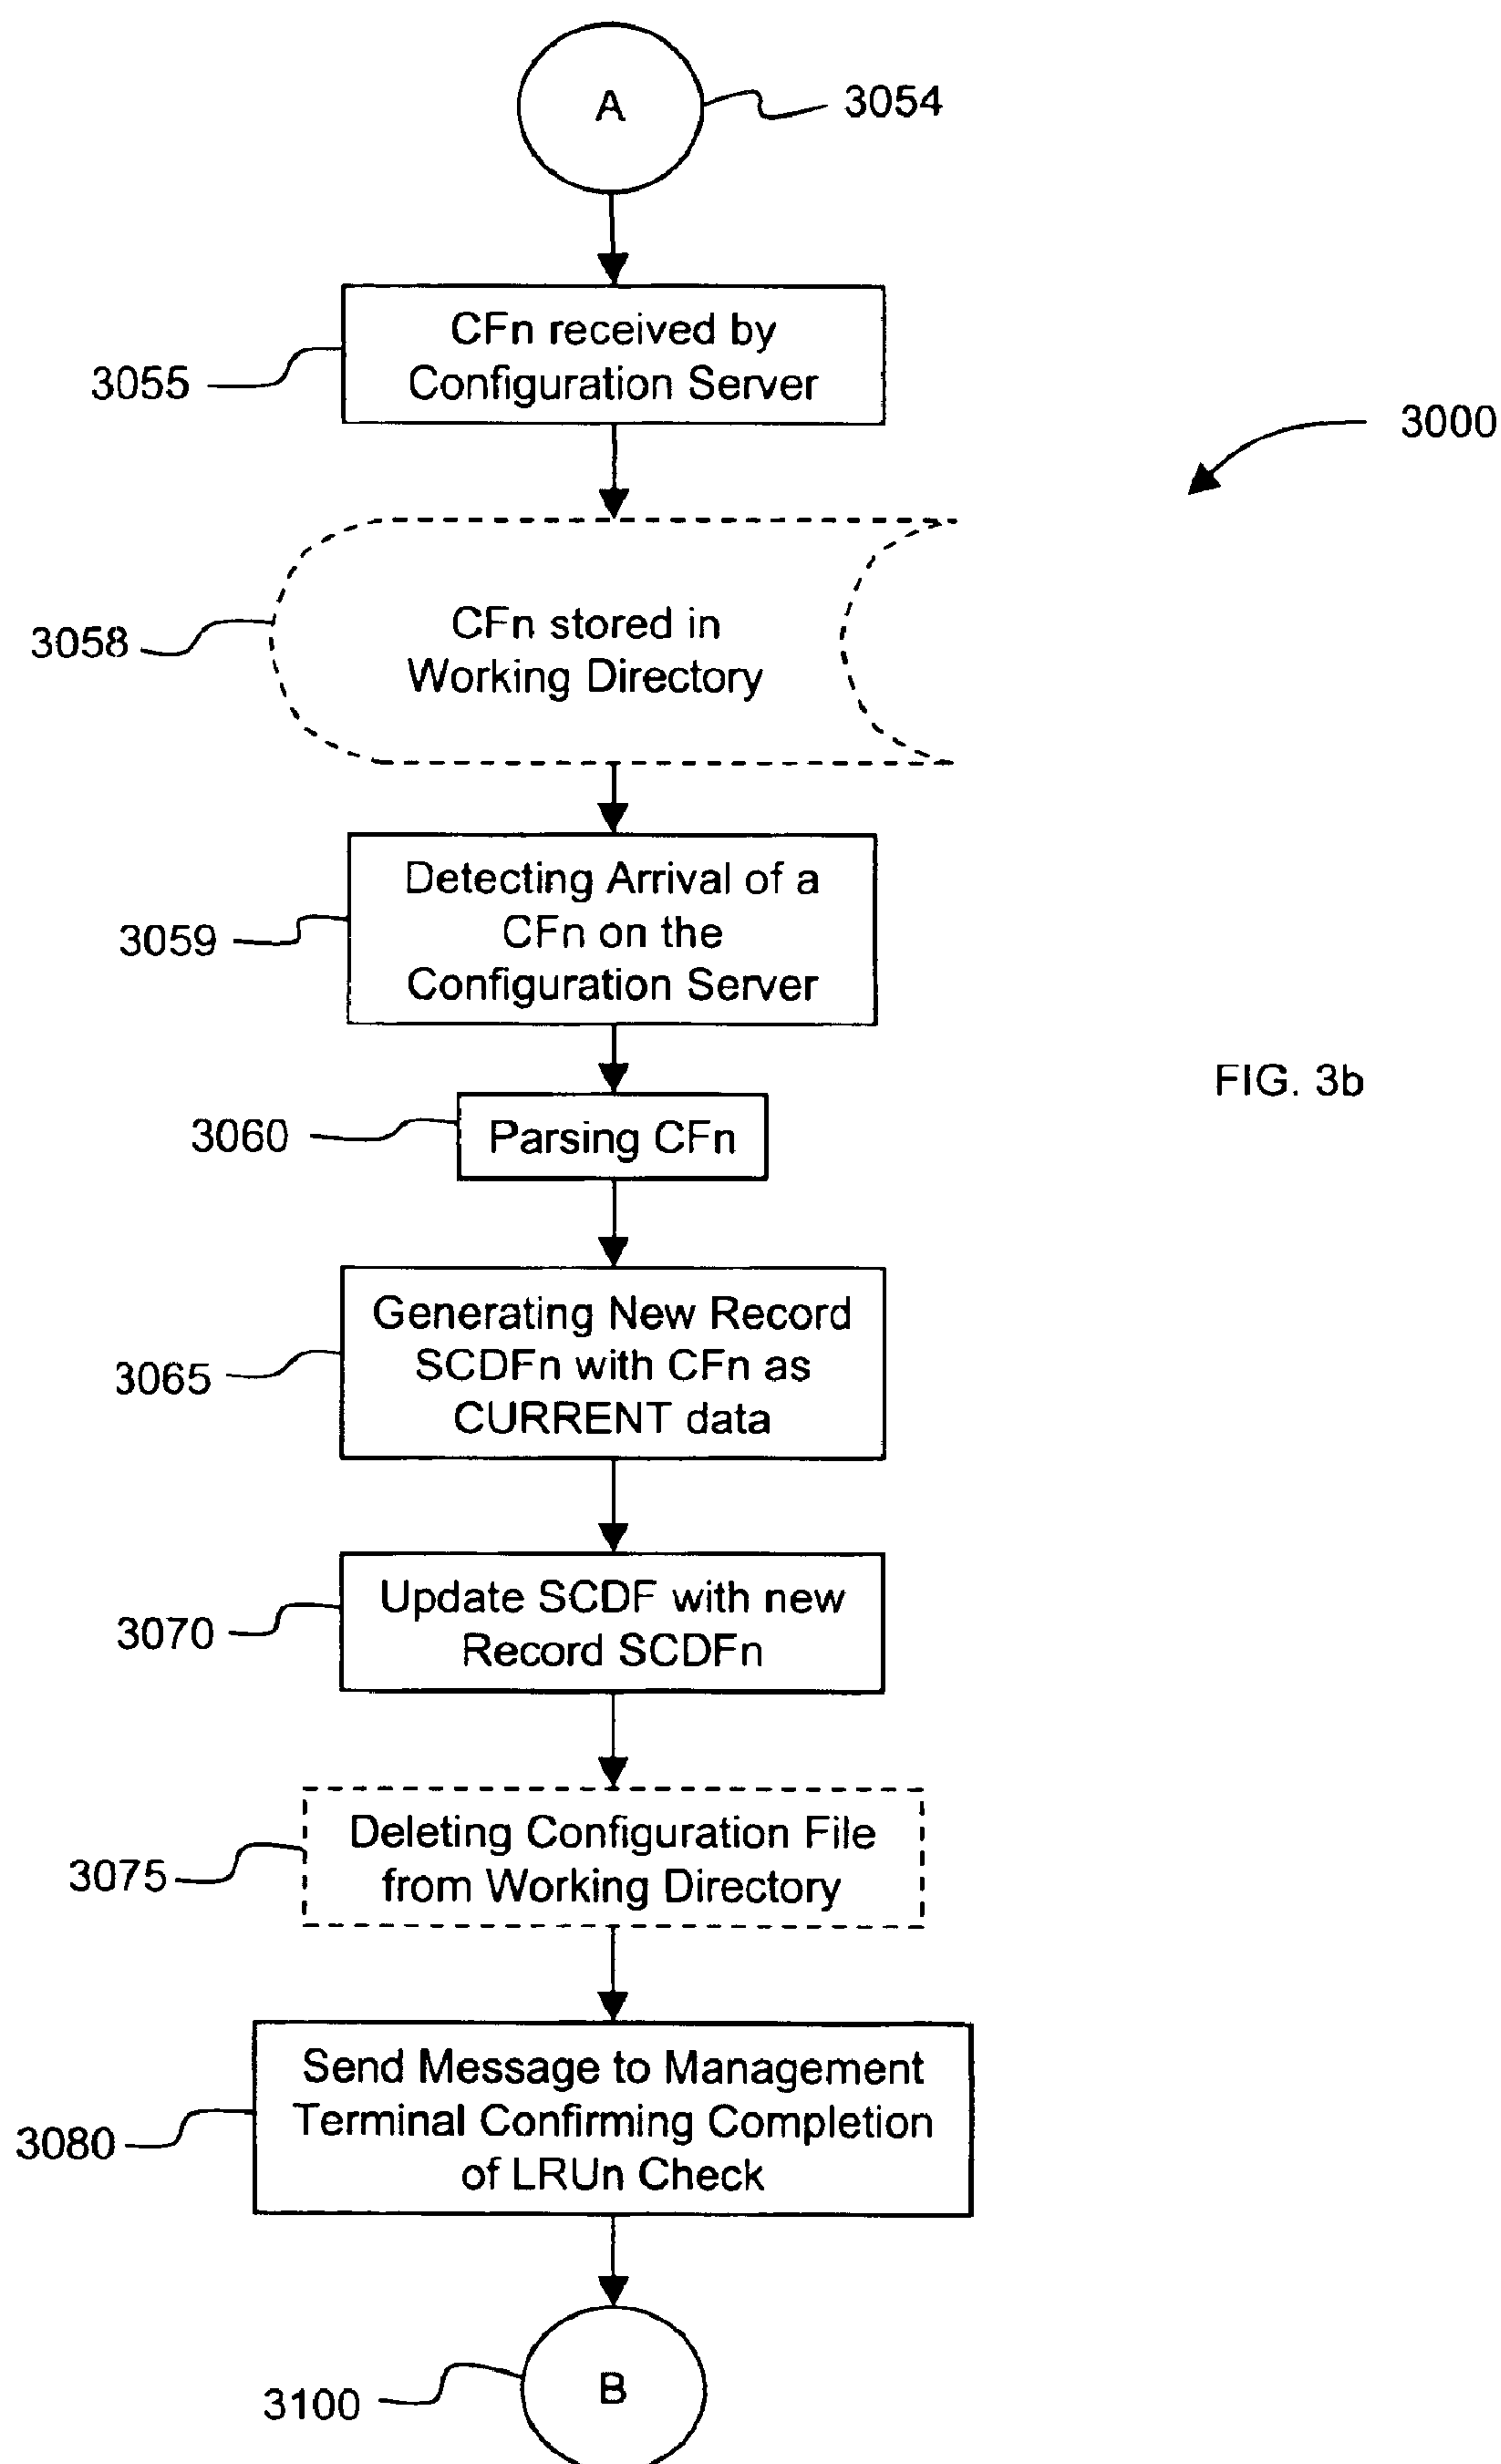 A
3054
CFn received by
Configuration Server
3055
3000
CFn stored in
Working Directory
3058
Detecting Arrival of a
CFn on the
Configuration Server
3059
FIG. 3b
3060
Parsing CFn
Generating New Record
SCDFn with CFn as
CURRENT data
3065
Update SCDF with new
Record SCDFn
3070
Deleting Configuration File
from Working Directory
3075
Send Message to Management
Terminal Confirming Completion
of LRUn Check
3080
B
3100